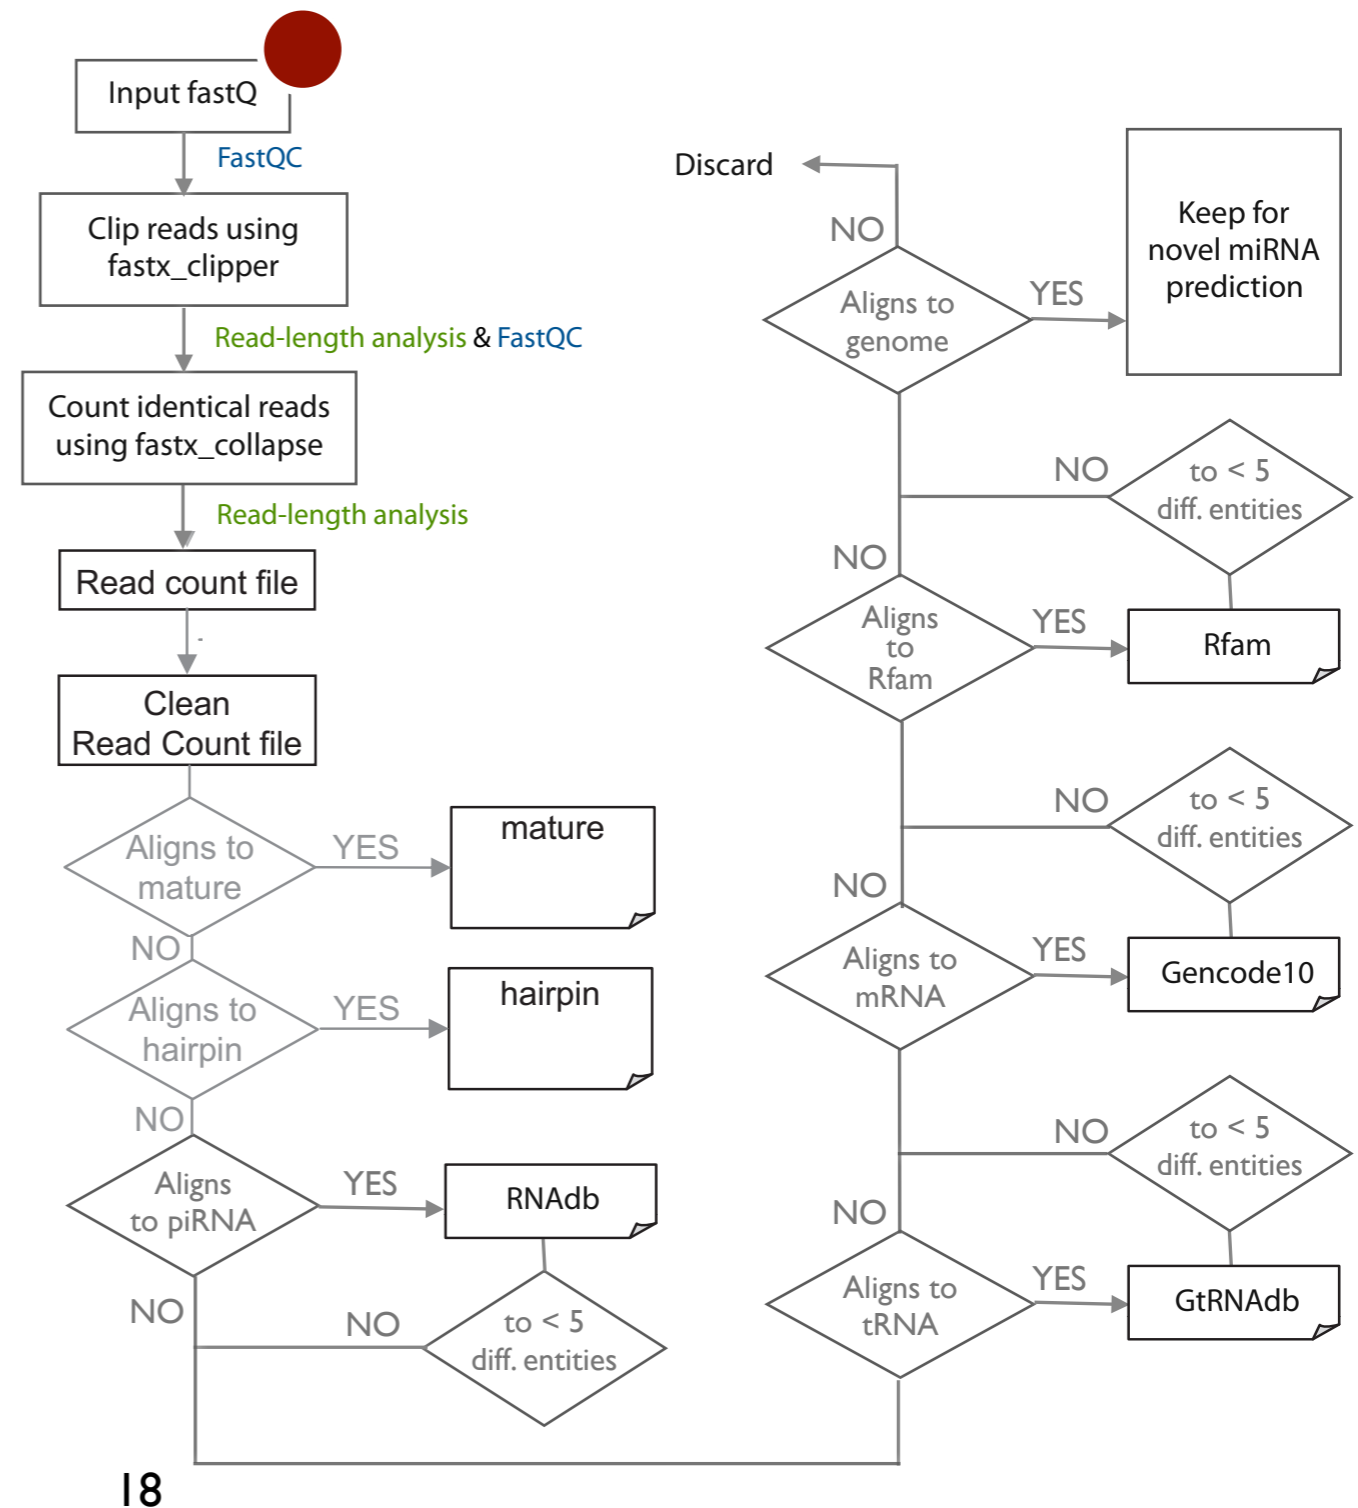 Input fastQ
FastQC
Clip reads using
fastx_clipper
Read-length analysis & FastQC
Count identical reads
using fastx_collapse
Read-length analysis
Read count file
-
Clean
Read Count file
Aligns to
mature
YES
mature
NO
Aligns to
hairpin
YES
hairpin
NO
Aligns
to piRNA
YES
RNAdb
NO
NO
to < 5
diff. entities
18
Discard
NO
Aligns to
genome
YES
Keep for
novel miRNA
prediction
NO
to < 5
diff. entities
NO
Aligns
to
Rfam
YES
Rfam
NO
to < 5
diff. entities
NO
Aligns to
mRNA
YES
Gencode10
NO
to < 5
diff. entities
NO
Aligns to
tRNA
YES
GtRNAdb